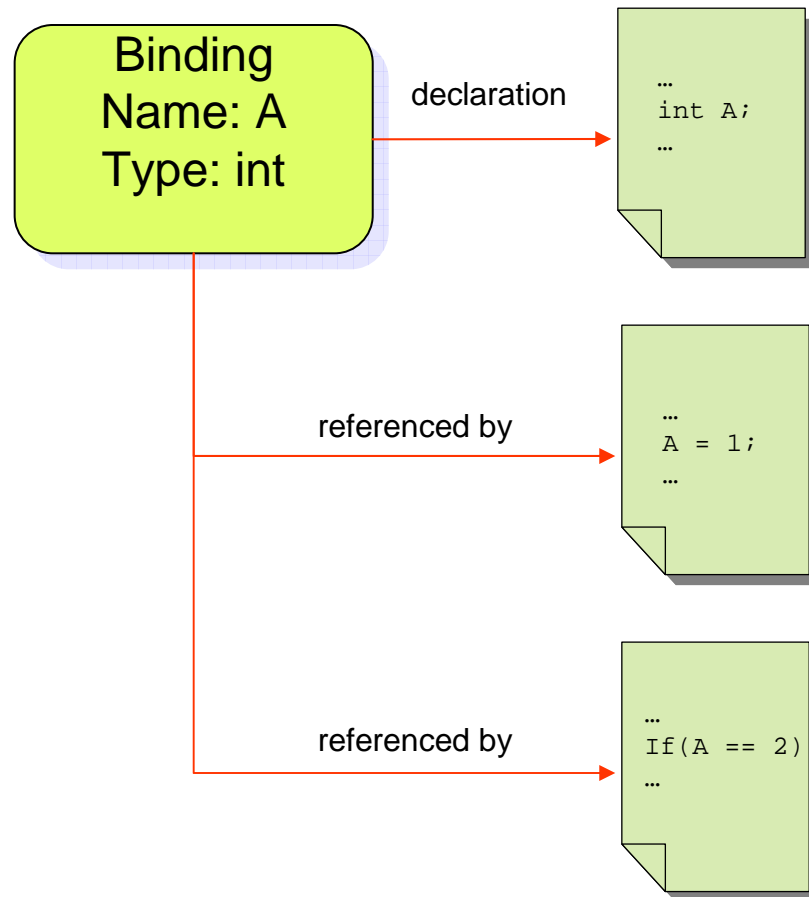 Binding
Name: A
Type: int
declaration
…
int A;
…
referenced by
…
A = 1;
…
referenced by
…
If(A == 2)
…